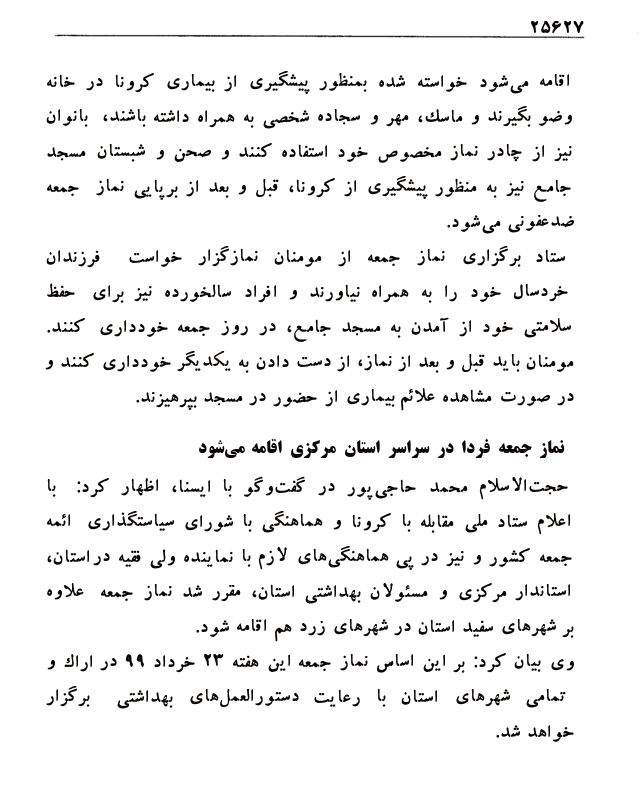 ۲۵۶۲۷
اقامه می‌شود خواسته شده بمنظور پیشگیری از بیماری کرونا در خانه
وضو بگیرند و ماسك، مهر و سجاده شخصی به همراه داشته باشند، بانوان
نیز از چادر نماز مخصوص خود استفاده کنند و صحن و شبستان مسجد
جامع نیز به منظور پیشگیری از کرونا، قبل و بعد از برپایی نماز جمعه
ضدعفونی می‌شود.
ستاد برگزاری نماز جمعه از مومنان نمازگزار خواست فرزندان
خردسال خود را به همراه نیاورند و افراد سالخورده نیز برای حفظ
سلامتی خود از آمدن به مسجد جامع، در روز جمعه خودداری کنند.
مومنان باید قبل و بعد از نماز، از دست دادن به یکدیگر خودداری کنند و
در صورت مشاهده علائم بیماری از حضور در مسجد بپرهیزند.
نماز جمعه فردا در سراسر استان مرکزی اقامه می‌شود
حجت‌الاسلام محمد حاجی‌پور در گفت‌وگو با ایسنا، اظهار کرد: با
اعلام ستاد ملی مقابله با کرونا و هماهنگی با شورای سیاستگذاری ائمه
جمعه کشور و نیز در پی هماهنگی‌های لازم با نماینده ولی فقیه دراستان،
استاندار مرکزی و مسئولان بهداشتی استان، مقرر شد نماز جمعه علاوه
بر شهرهای سفید استان در شهرهای زرد هم اقامه شود.
وی بیان کرد: بر این اساس نماز جمعه این هفته ۲۳ خرداد ۹۹ در اراك و
تمامی شهرهای استان با رعایت دستورالعمل‌های بهداشتی برگزار
خواهد شد.